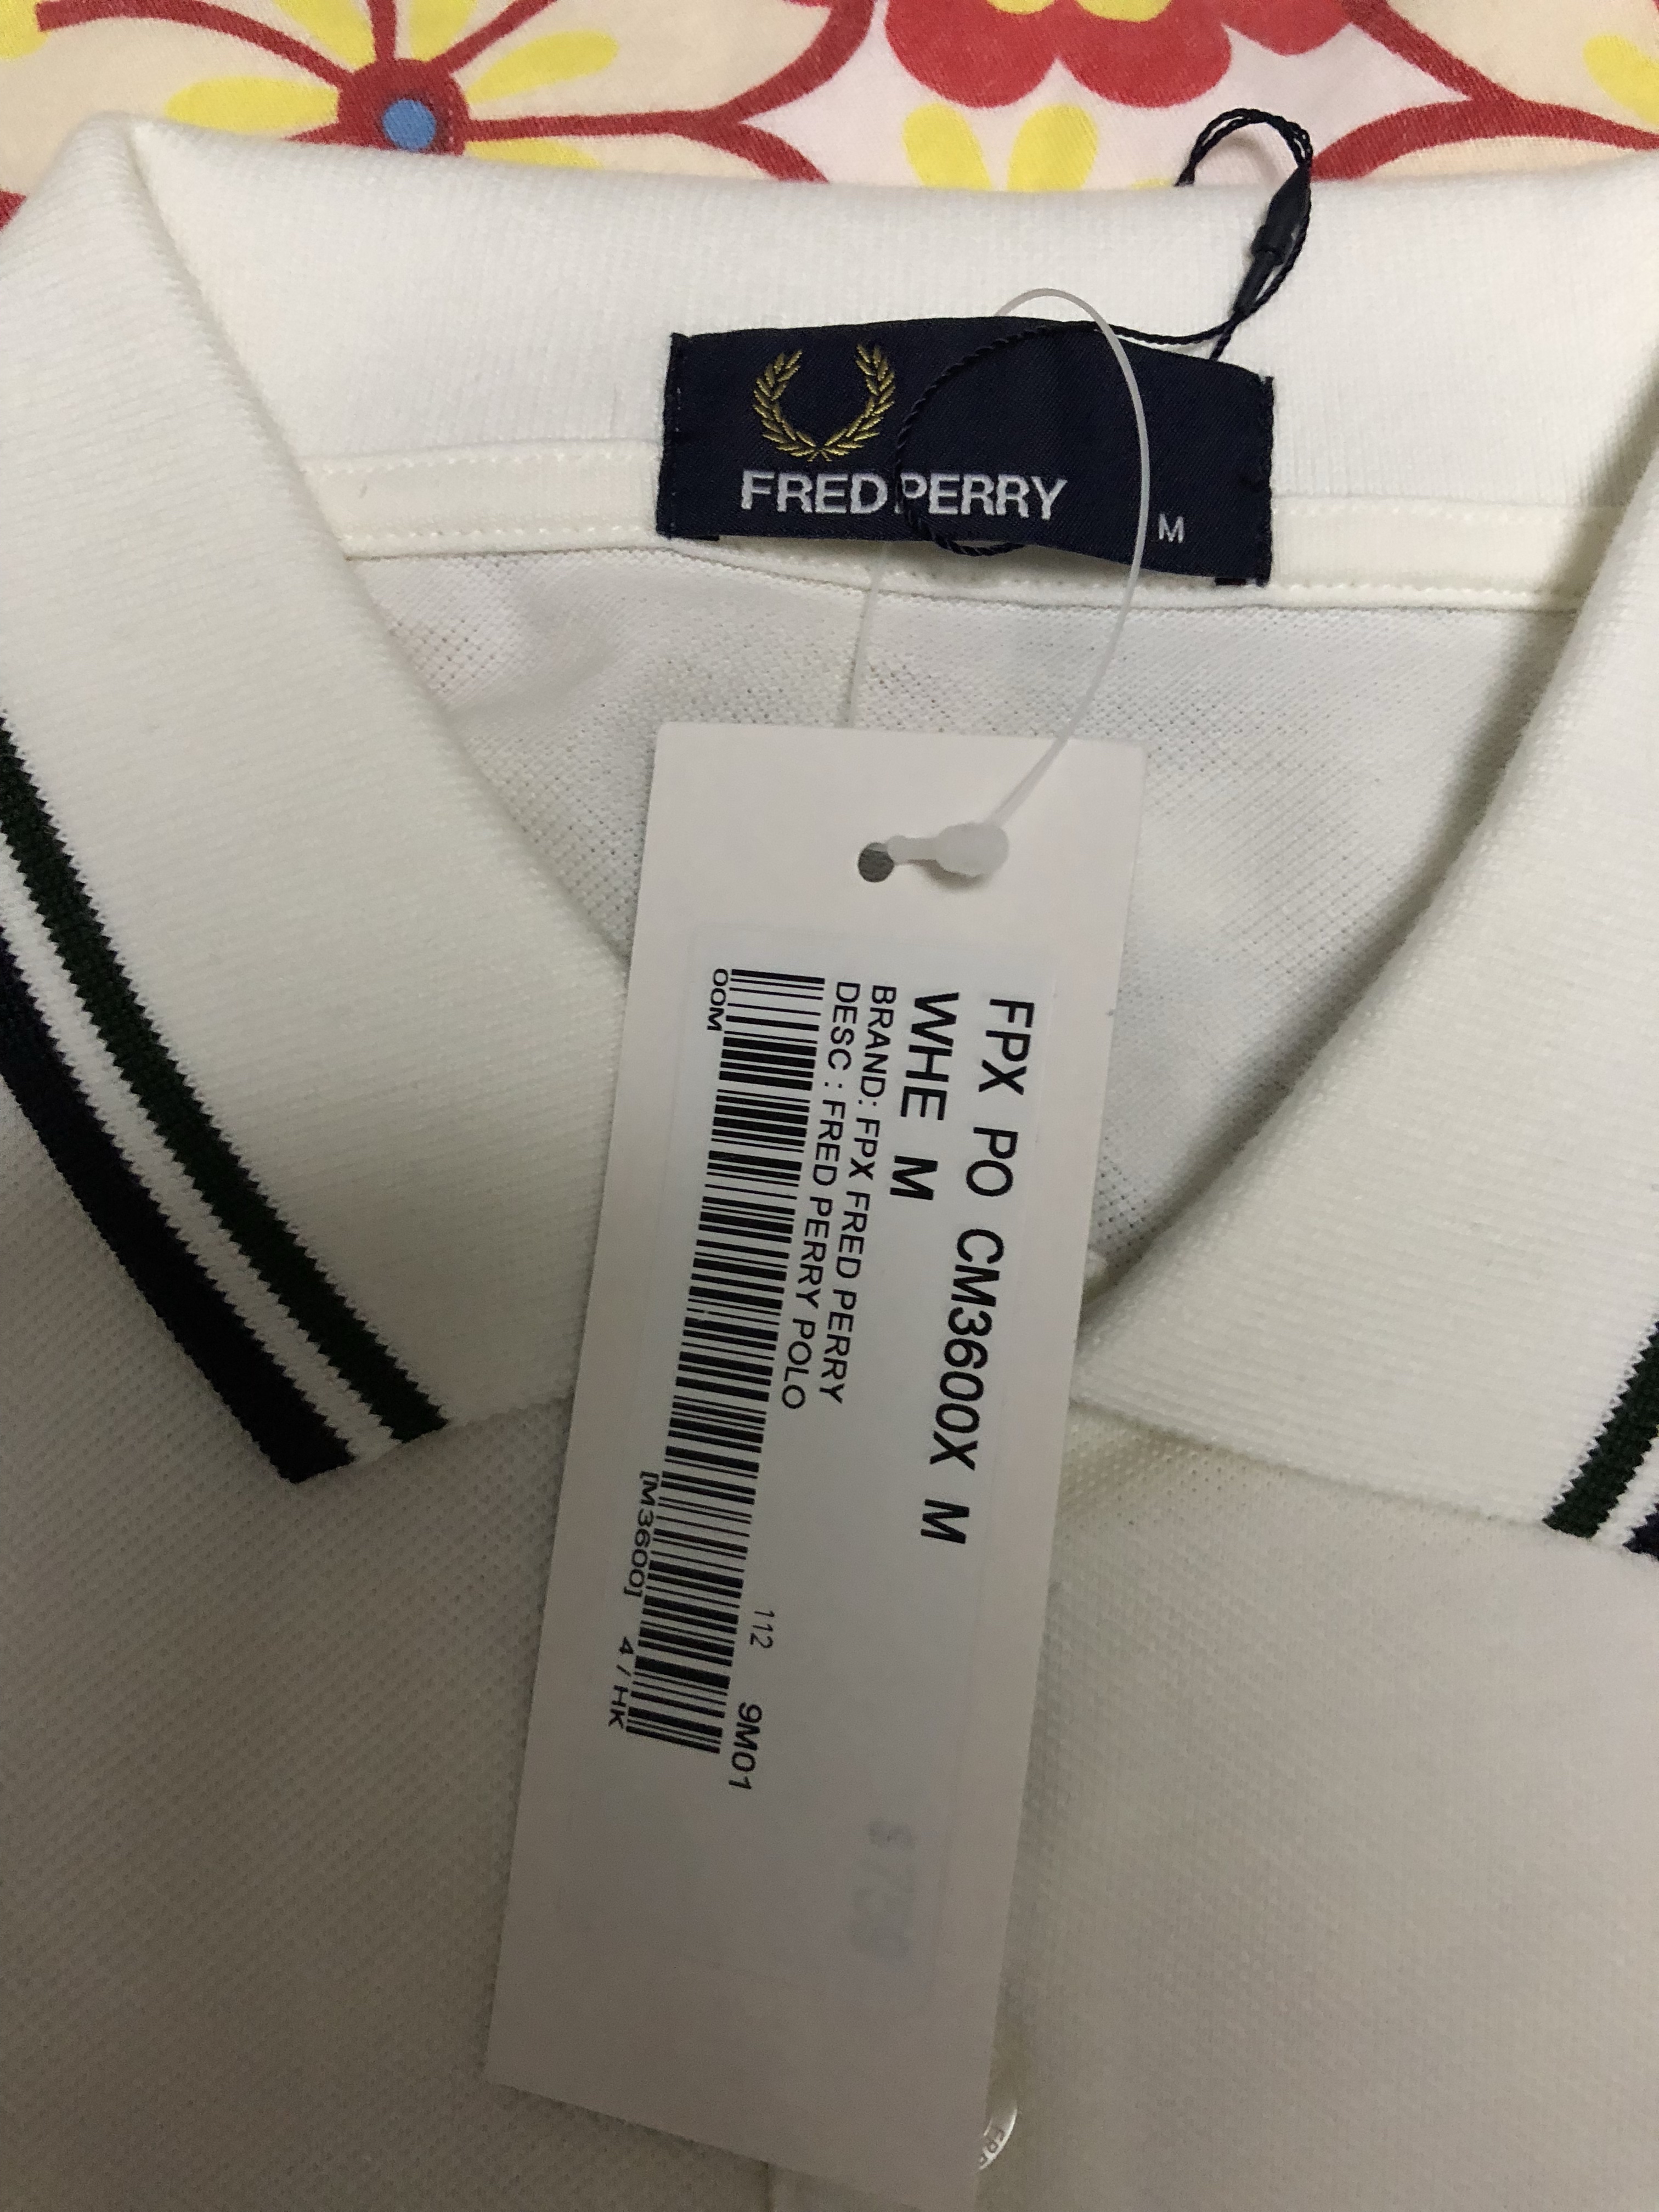 FRED PERRY
M
FPX PO CM3600X M
WHE M
BRAND: FPX FRED PERRY
DESC : FRED PERRY POLO
112 9M01
00M [M3600] 4 / HK